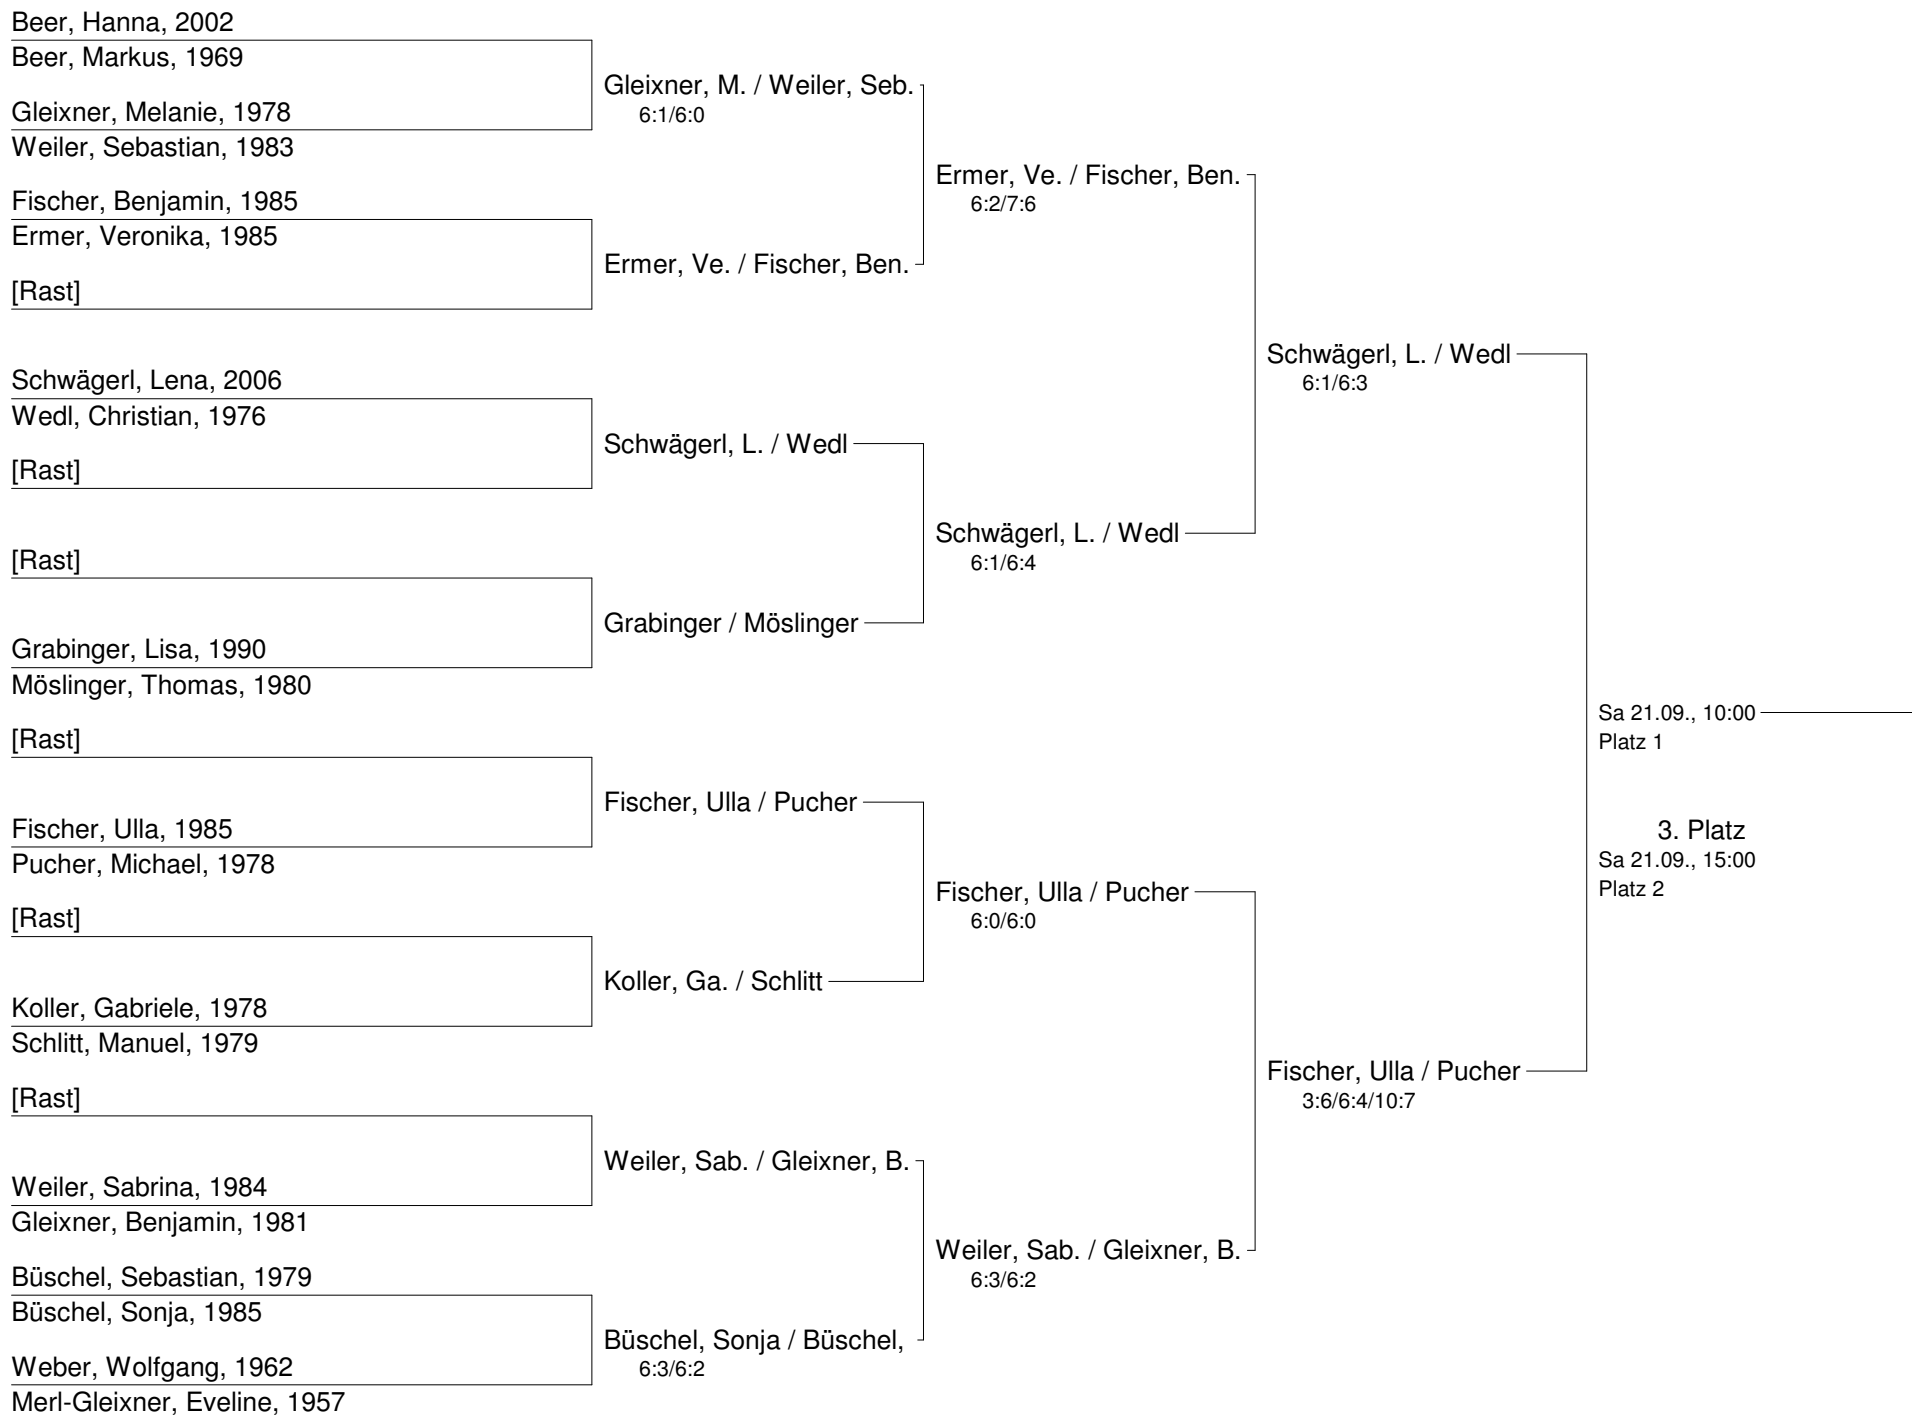 Beer, Hanna, 2002
Beer, Markus, 1969
Gleixner, Melanie, 1978
Weiler, Sebastian, 1983
Fischer, Benjamin, 1985
Ermer, Veronika, 1985
[Rast]
Schwägerl, Lena, 2006
Wedl, Christian, 1976
[Rast]
[Rast]
Grabinger, Lisa, 1990
Möslinger, Thomas, 1980
[Rast]
Fischer, Ulla, 1985
Pucher, Michael, 1978
[Rast]
Koller, Gabriele, 1978
Schlitt, Manuel, 1979
[Rast]
Weiler, Sabrina, 1984
Gleixner, Benjamin, 1981
Büschel, Sebastian, 1979
Büschel, Sonja, 1985
Weber, Wolfgang, 1962
Merl-Gleixner, Eveline, 1957
Gleixner, M. / Weiler, Seb.
6:1/6:0
Ermer, Ve. / Fischer, Ben.
Schwägerl, L. / Wedl
Grabinger / Möslinger
Fischer, Ulla / Pucher
Koller, Ga. / Schlitt
Weiler, Sab. / Gleixner, B.
Büschel, Sonja / Büschel,
6:3/6:2
Ermer, Ve. / Fischer, Ben.
6:2/7:6
Schwägerl, L. / Wedl
6:1/6:4
Fischer, Ulla / Pucher
6:0/6:0
Weiler, Sab. / Gleixner, B.
6:3/6:2
Schwägerl, L. / Wedl
6:1/6:3
Fischer, Ulla / Pucher
3:6/6:4/10:7
Sa 21.09., 10:00
Platz 1
3. Platz
Sa 21.09., 15:00
Platz 2